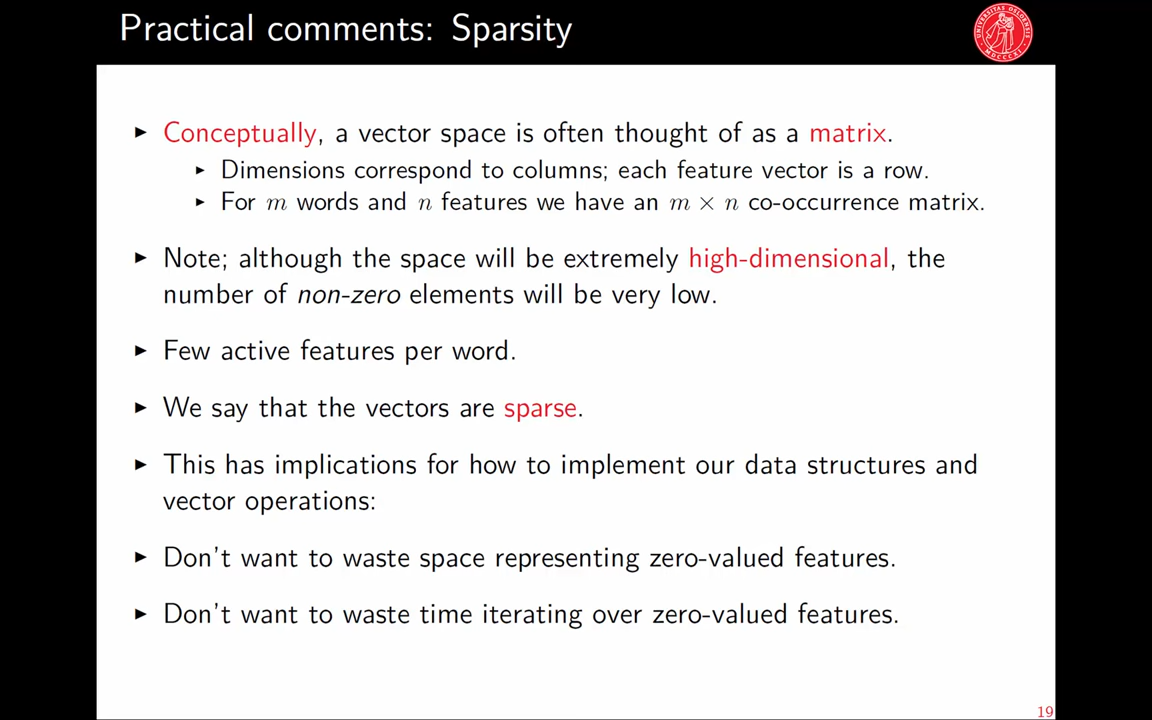 Practical comments: Sparsity
► Conceptually, a vector space is often thought of as a matrix.
► Dimensions correspond to columns; each feature vector is a row.
► For m words and n features we have an m × n co-occurrence matrix.
► Note; although the space will be extremely high-dimensional, the
number of non-zero elements will be very low.
► Few active features per word.
► We say that the vectors are sparse.
► This has implications for how to implement our data structures and
vector operations:
► Don't want to waste space representing zero-valued features.
► Don't want to waste time iterating over zero-valued features.
19